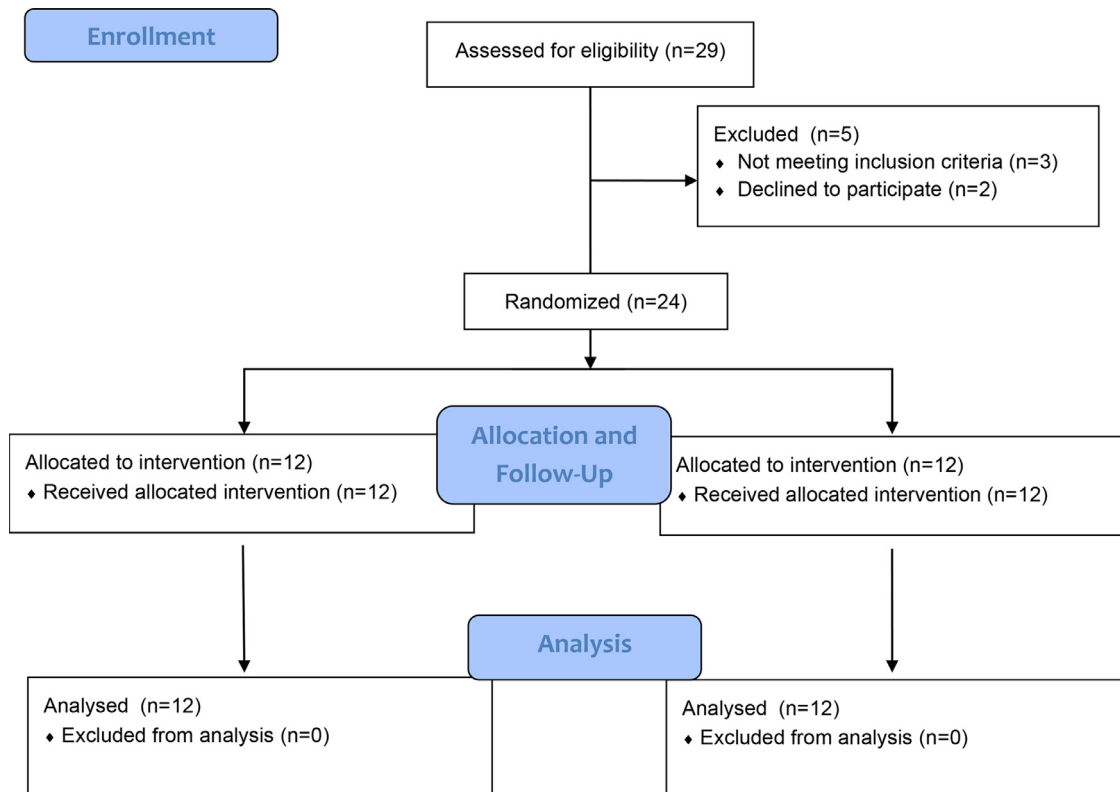 Enrollment
Assessed for eligibility (n=29)
Excluded (n=5)
♦ Not meeting inclusion criteria (n=3)
♦ Declined to participate (n=2)
Randomized (n=24)
Allocation and
Follow-Up
Allocated to intervention (n=12)
♦ Received allocated intervention (n=12)
Allocated to intervention (n=12)
♦ Received allocated intervention (n=12)
Analysis
Analysed (n=12)
♦ Excluded from analysis (n=0)
Analysed (n=12)
♦ Excluded from analysis (n=0)